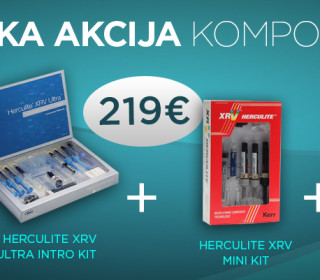 KA AKCIJA KOMPO
219€
Herculite XRV Ultra
XRV HERCULITE
Kerr
+
+
HERCULITE XRV
ULTRA INTRO KIT
HERCULITE XRV
MINI KIT